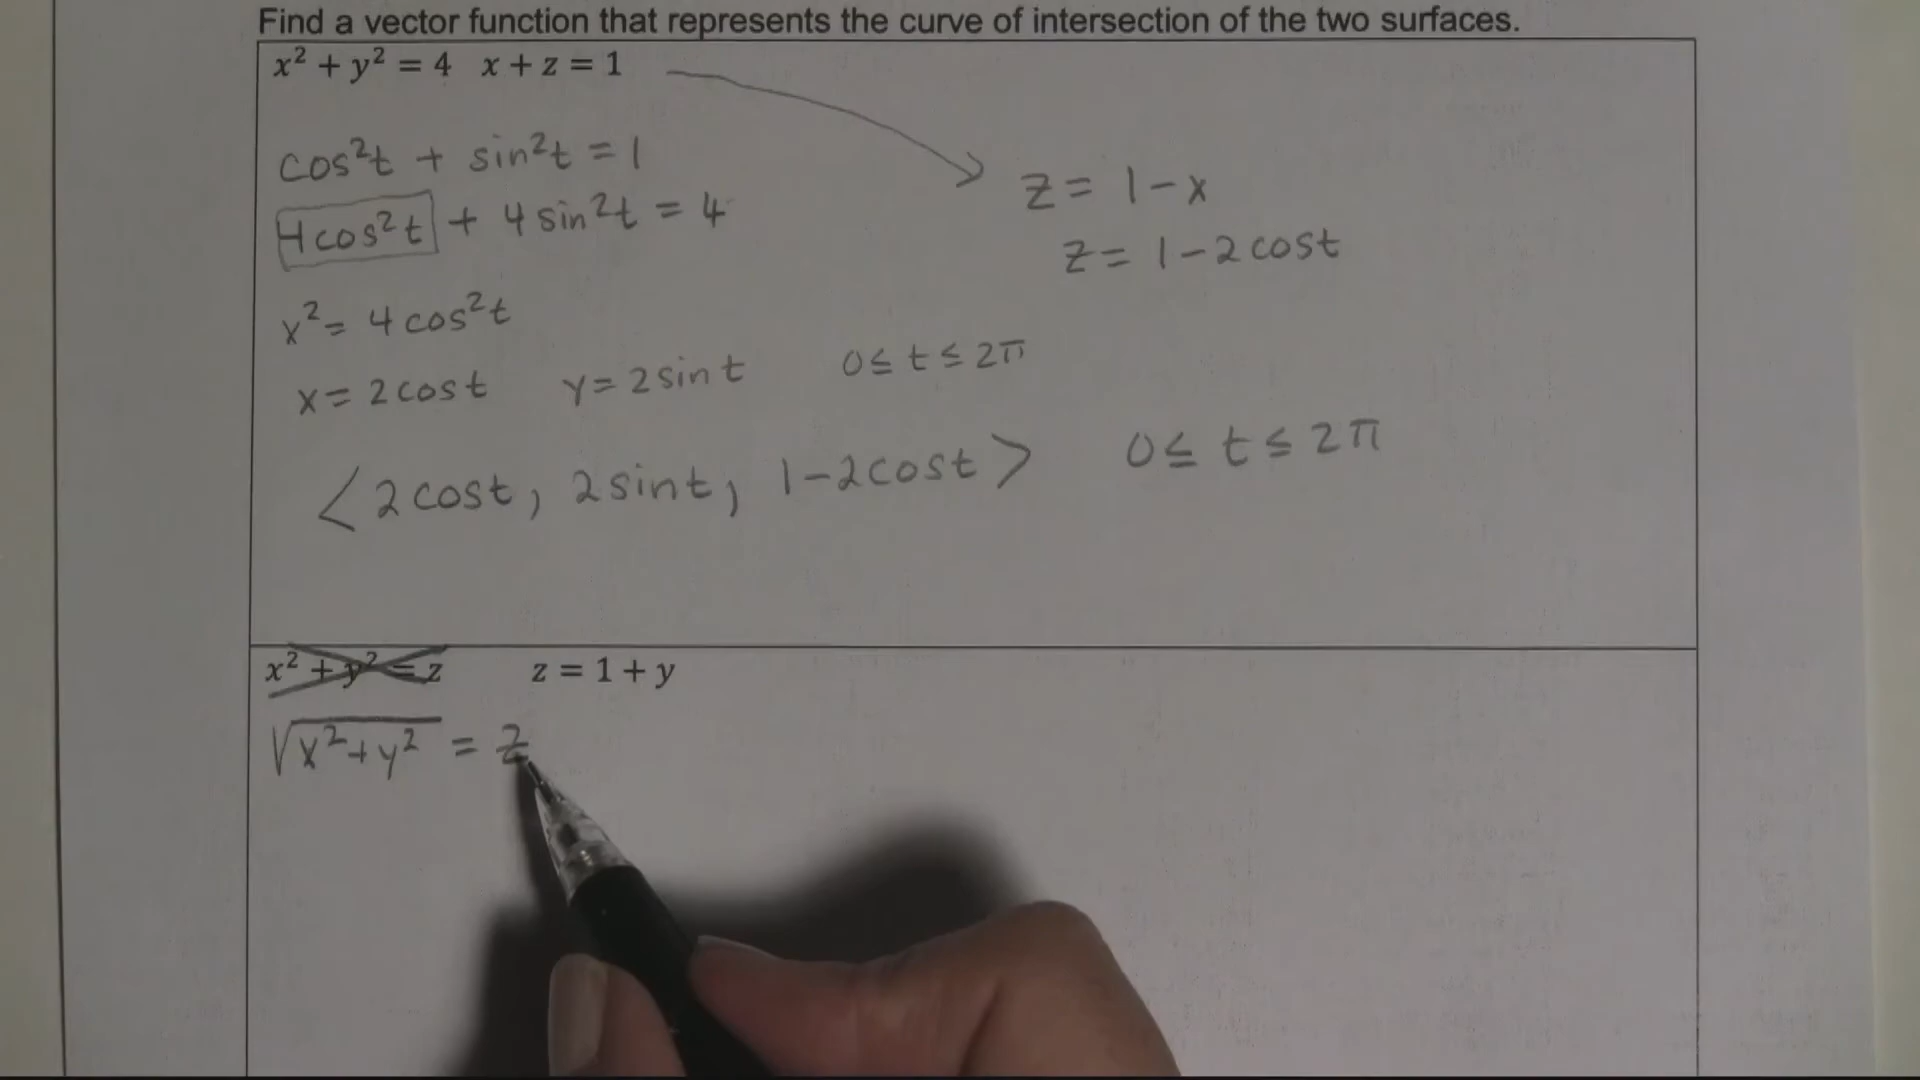 Find a vector function that represents the curve of intersection of the two surfaces.
x² + y² = 4 x + z = 1
cos²t + sin²t = 1
4cos²t + 4sin²t = 4
z = 1 - x
z = 1 - 2cost
x² = 4cos²t
x = 2cost y = 2sint 0 ≤ t ≤ 2π
<2cost, 2sint, 1-2cost> 0 ≤ t ≤ 2π
x² + y² = z z = 1 + y
√x²+y² = z